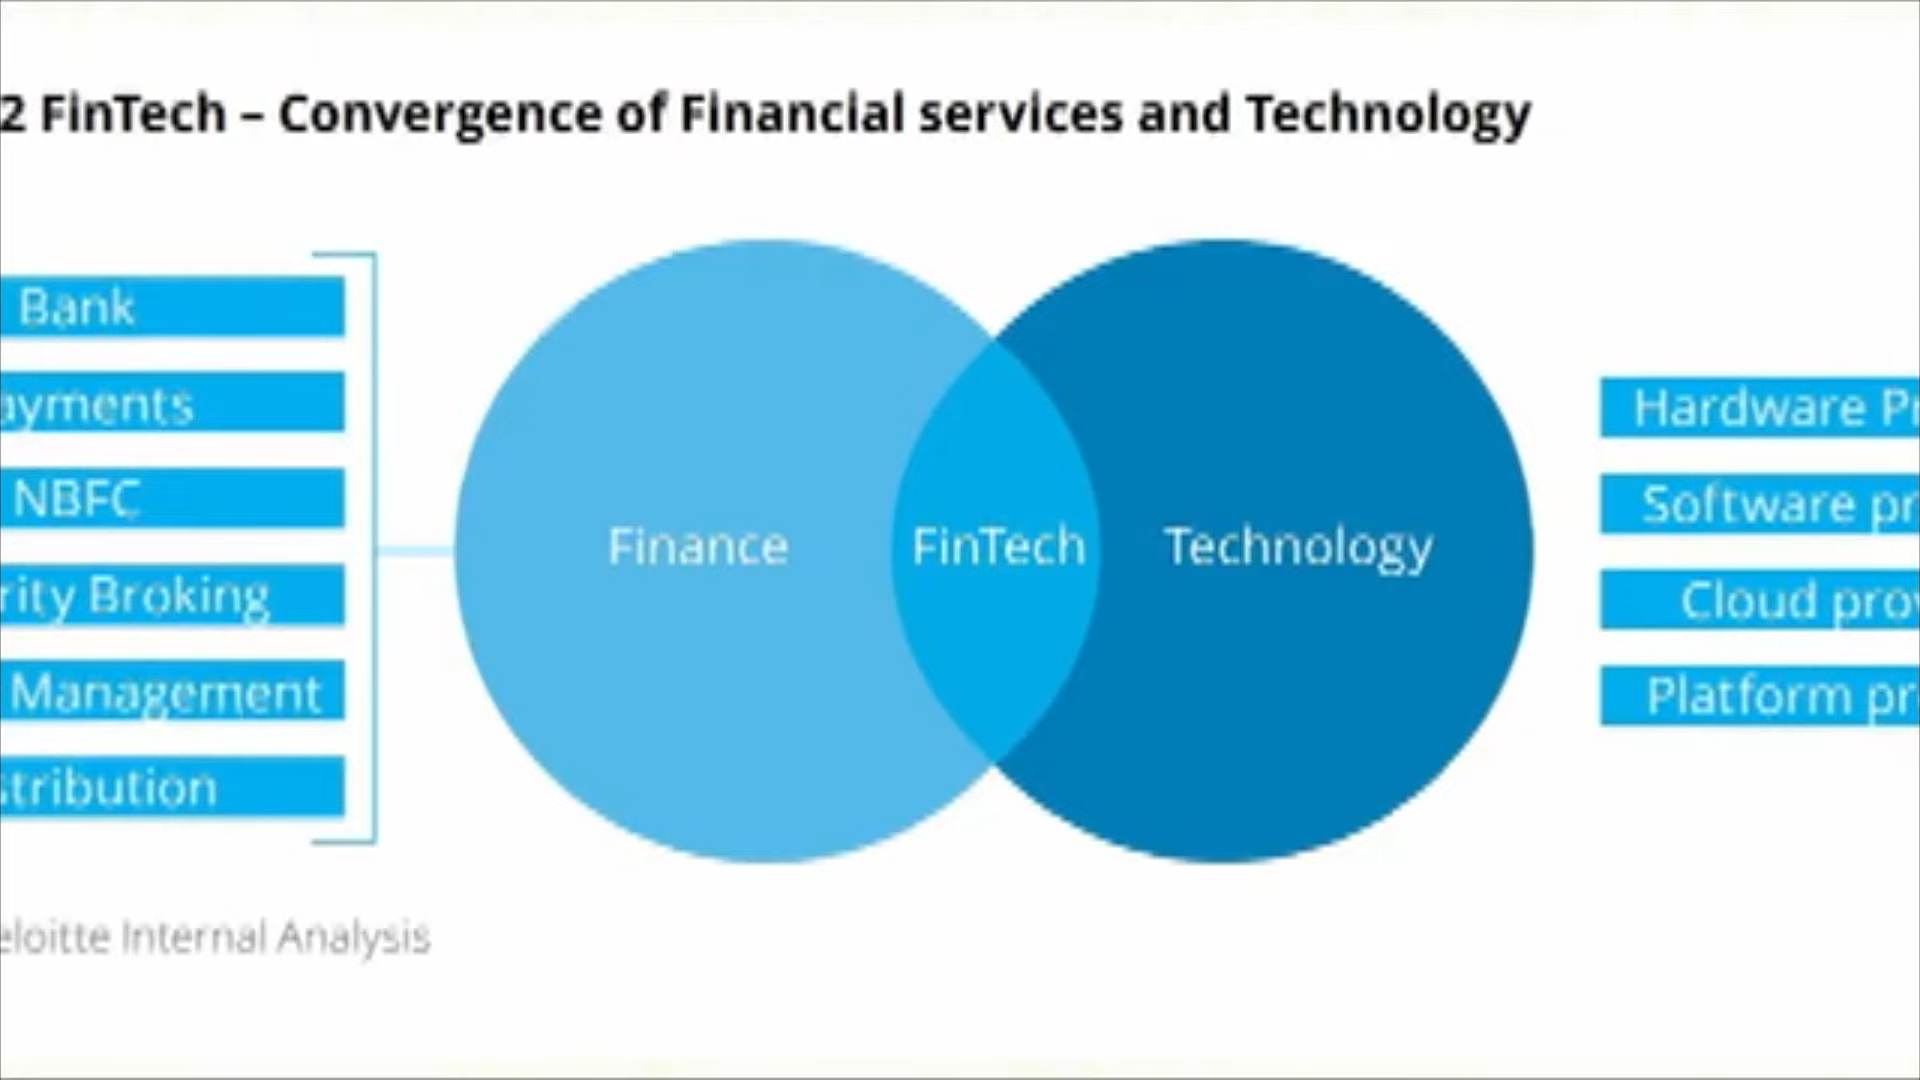 2 FinTech – Convergence of Financial services and Technology
Bank
ayments
NBFC
rity Broking
Management
stribution
Finance
FinTech
Technology
Hardware Pr
Software pr
Cloud prov
Platform pro
eloitte Internal Analysis